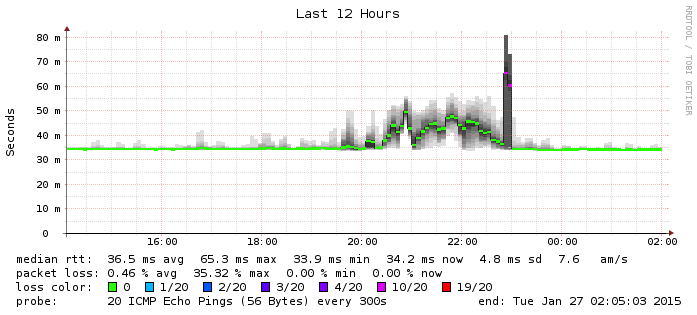 Last 12 Hours
RRDTOOL / TOBI OETIKER
Seconds
80 m
70 m
60 m
50 m
40 m
30 m
20 m
10 m
0
16:00 18:00 20:00 22:00 00:00 02:00
median rtt: 36.5 ms avg 65.3 ms max 33.9 ms min 34.2 ms now 4.8 ms sd 7.6 am/s
packet loss: 0.46 % avg 35.32 % max 0.00 % min 0.00 % now
loss color: 0 1/20 2/20 3/20 4/20 10/20 19/20
probe: 20 ICMP Echo Pings (56 Bytes) every 300s end: Tue Jan 27 02:05:03 2015